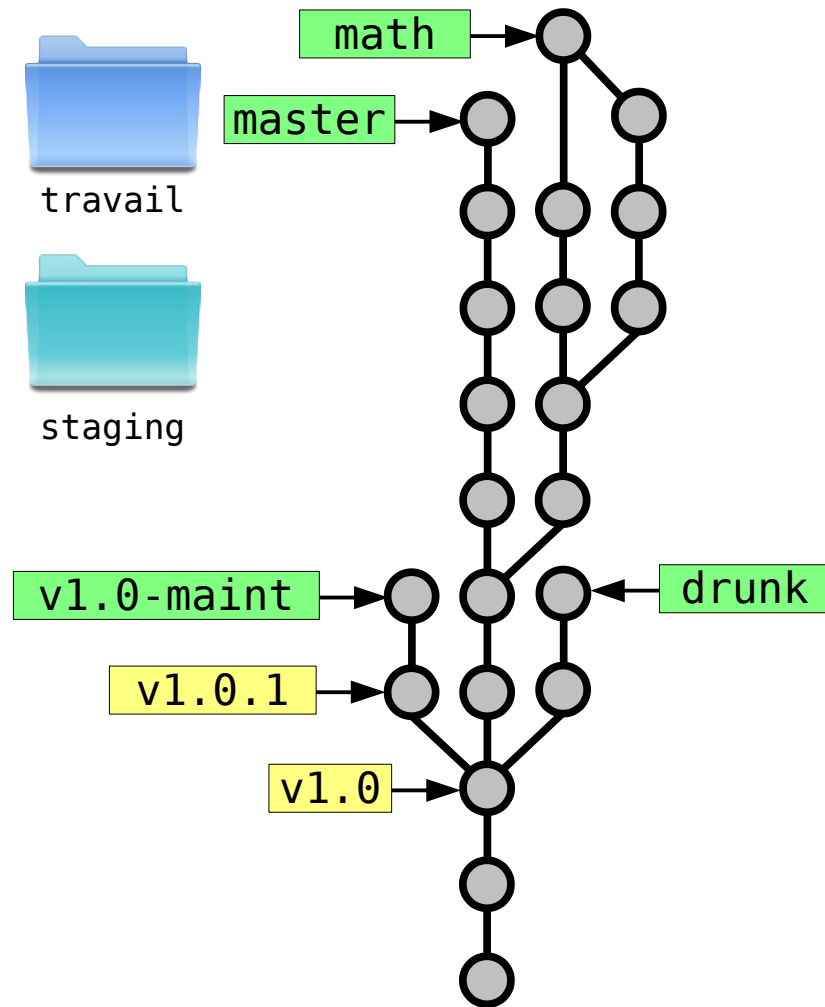 math
master
travail
staging
v1.0-maint
drunk
v1.0.1
v1.0